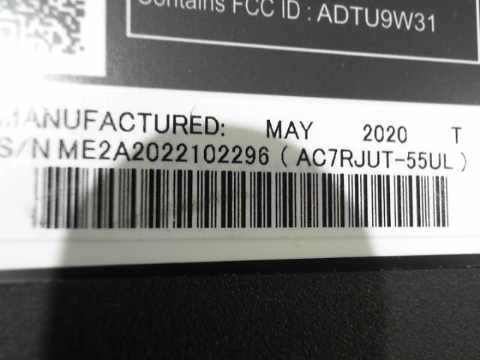 Contains FCC ID : ADTU9W31
MANUFACTURED: MAY 2020 T
S/N ME2A2022102296 ( AC7RJUT-55UL )